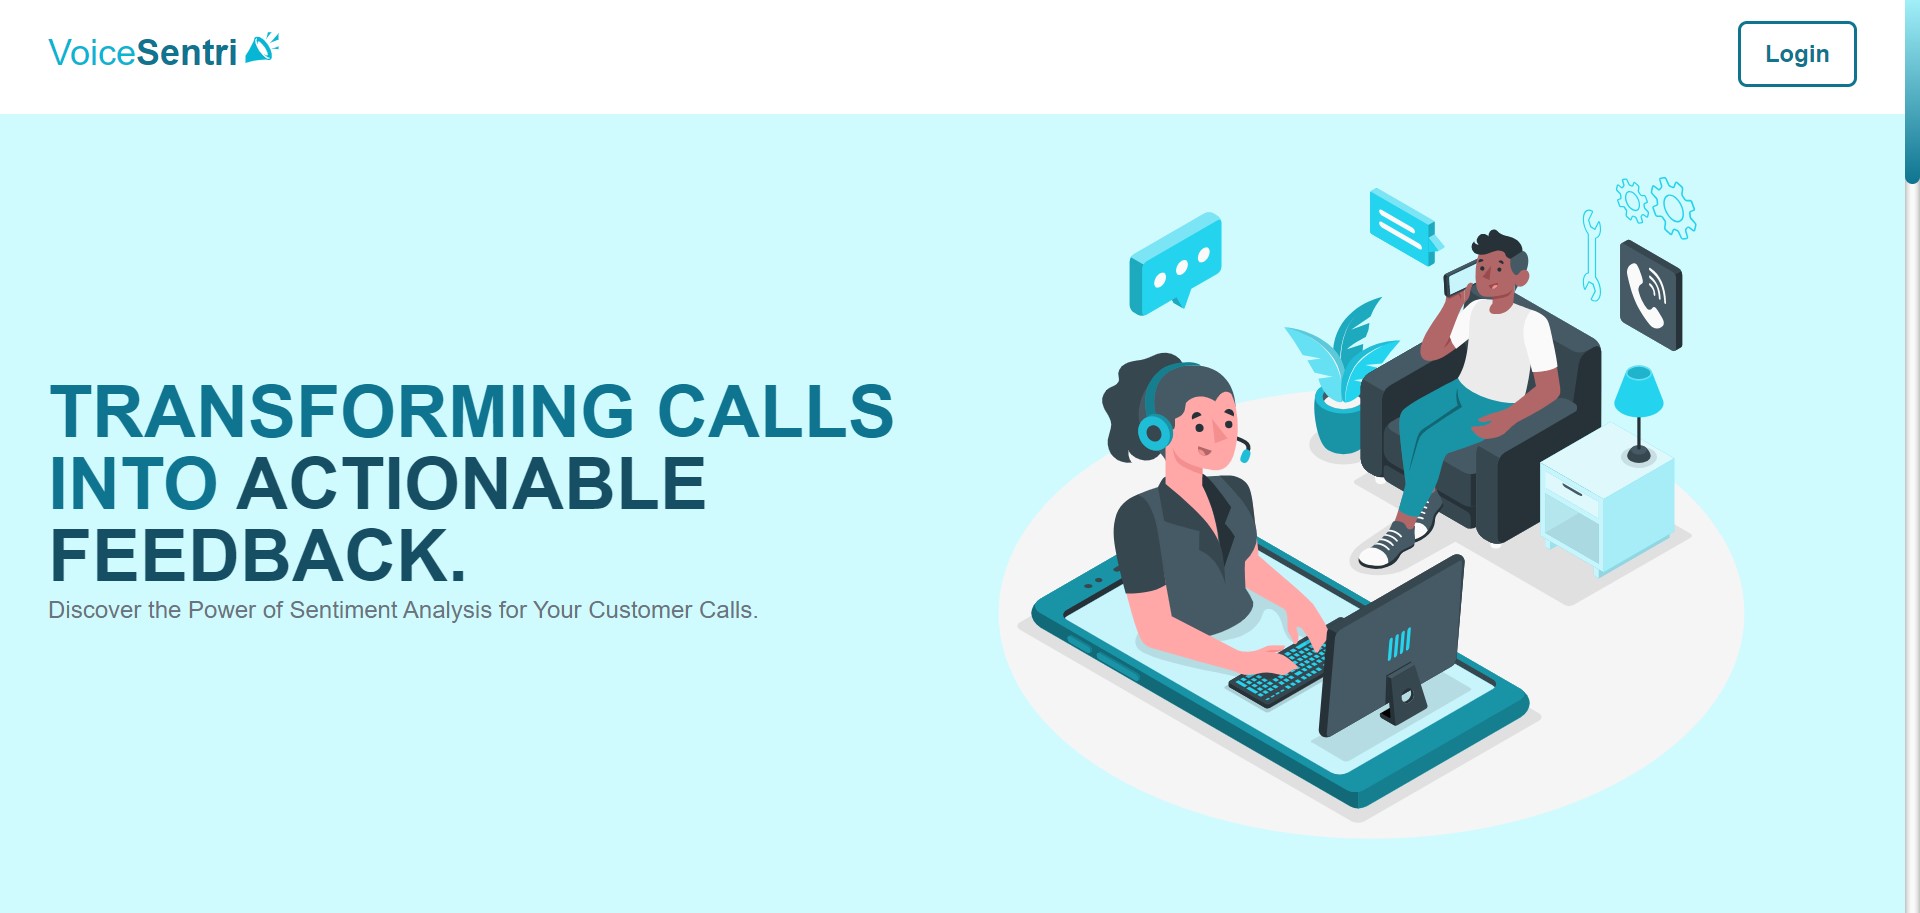 VoiceSentri
Login
TRANSFORMING CALLS
INTO ACTIONABLE
FEEDBACK.
Discover the Power of Sentiment Analysis for Your Customer Calls.